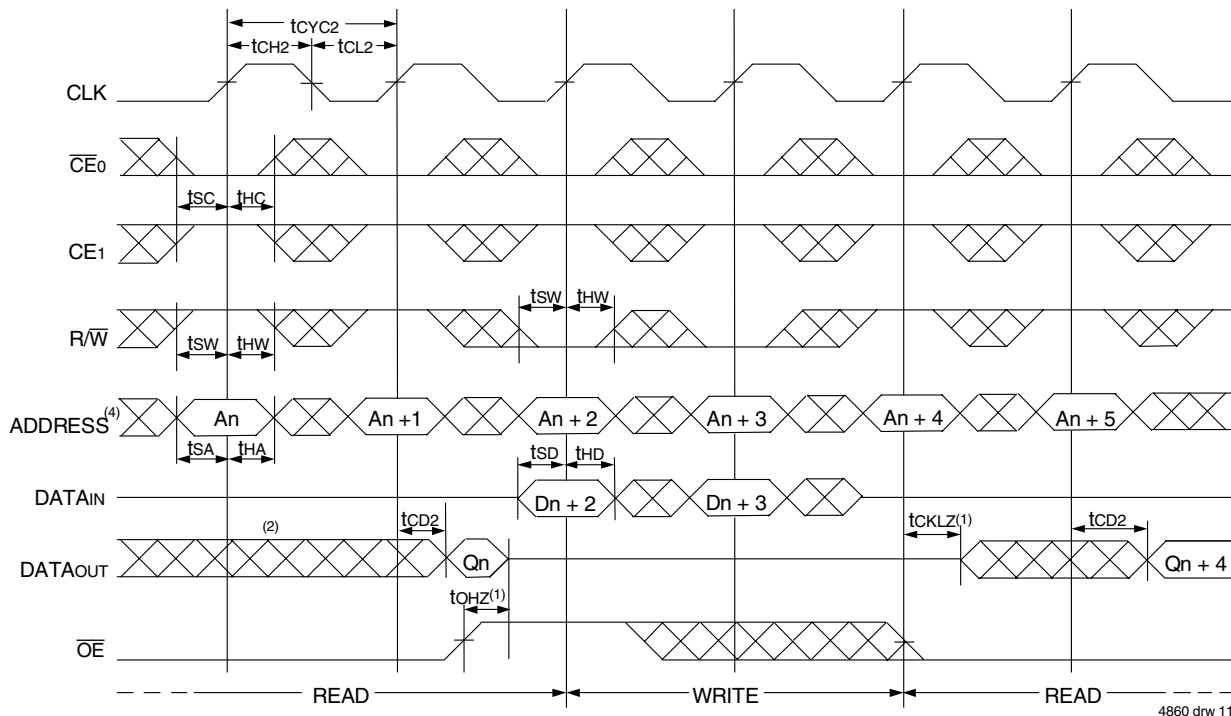 tCYC2
tCH2 tCL2
CLK
CE0
tSC tHC
CE1
tSW tHW
R/W
tSW tHW
ADDRESS(4) An An +1 An + 2 An + 3 An + 4 An + 5
tSA tHA tSD tHD
DATAIN Dn + 2 Dn + 3
tCD2 tCKLZ(1) tCD2
(2)
DATAOUT Qn Qn + 4
tOHZ(1)
OE
READ WRITE READ
4860 drw 11